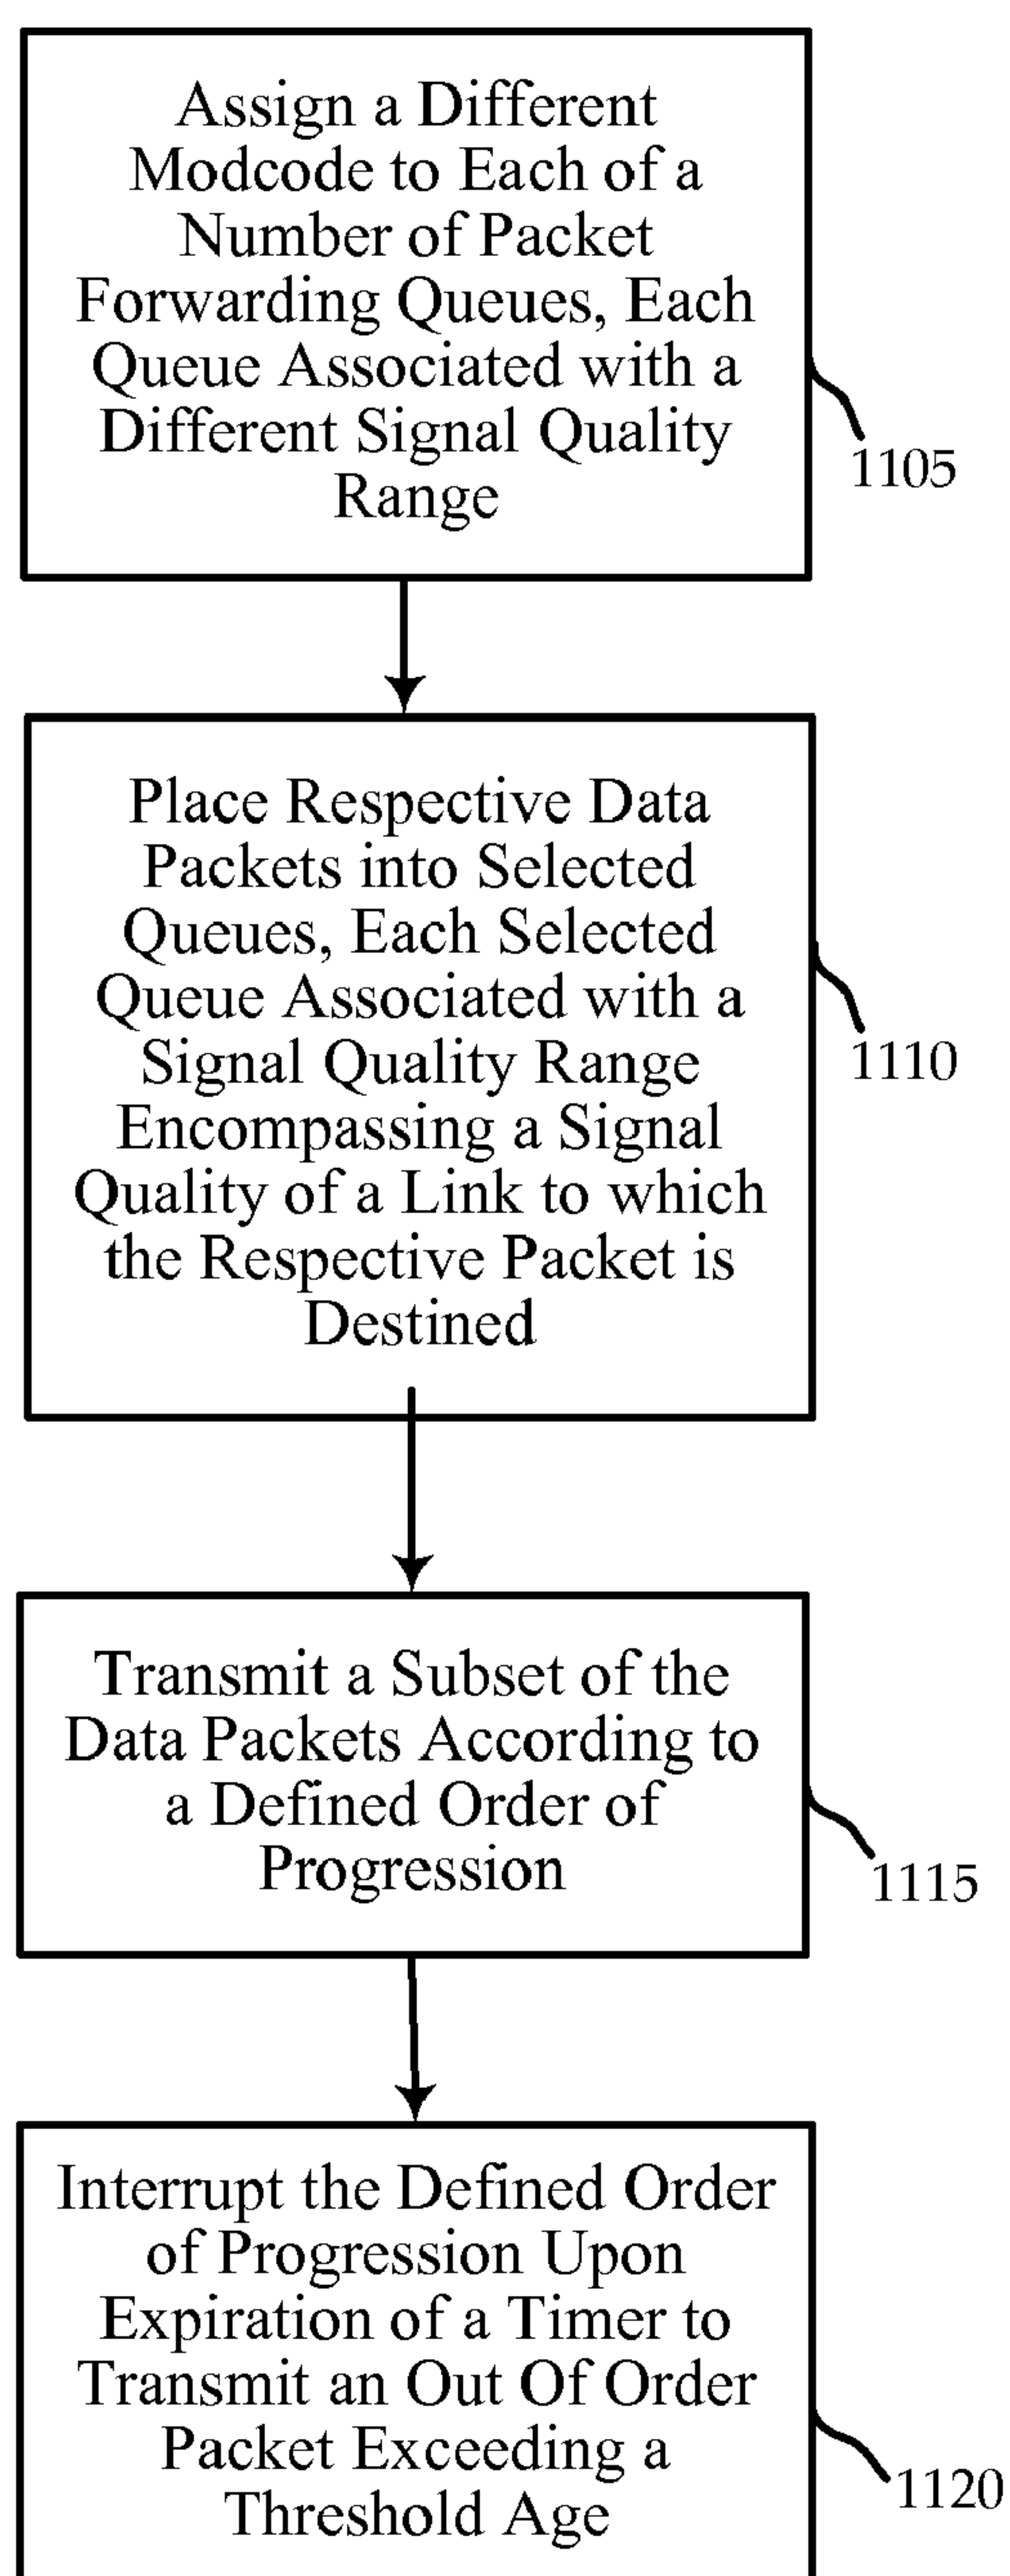 Assign a Different
Modcode to Each of a
Number of Packet
Forwarding Queues, Each
Queue Associated with a
Different Signal Quality
Range
1105
Place Respective Data
Packets into Selected
Queues, Each Selected
Queue Associated with a
Signal Quality Range
Encompassing a Signal
Quality of a Link to which
the Respective Packet is
Destined
1110
Transmit a Subset of the
Data Packets According to
a Defined Order of
Progression
1115
Interrupt the Defined Order
of Progression Upon
Expiration of a Timer to
Transmit an Out Of Order
Packet Exceeding a
Threshold Age
1120